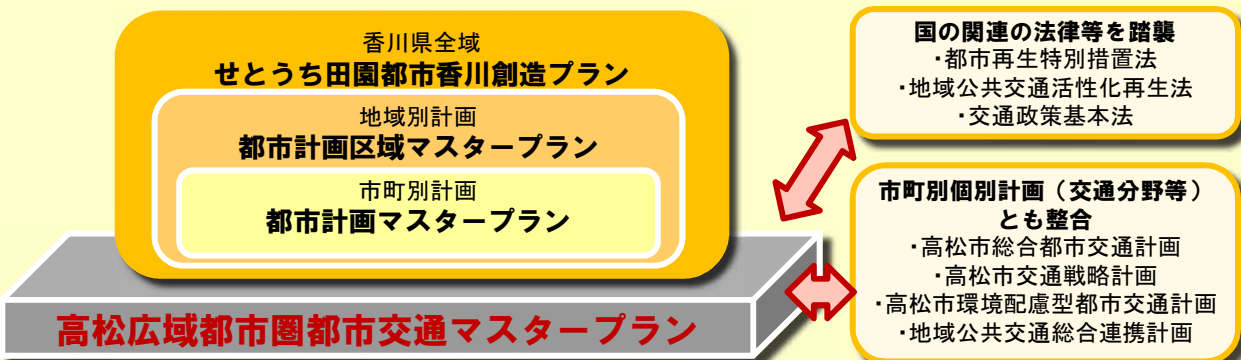 香川県全域
せとうち田園都市香川創造プラン
地域別計画
都市計画区域マスタープラン
市町別計画
都市計画マスタープラン
高松広域都市圏都市交通マスタープラン
国の関連の法律等を踏襲
・都市再生特別措置法
・地域公共交通活性化再生法
・交通政策基本法
市町別個別計画（交通分野等）
とも整合
・高松市総合都市交通計画
・高松市交通戦略計画
・高松市環境配慮型都市交通計画
・地域公共交通総合連携計画